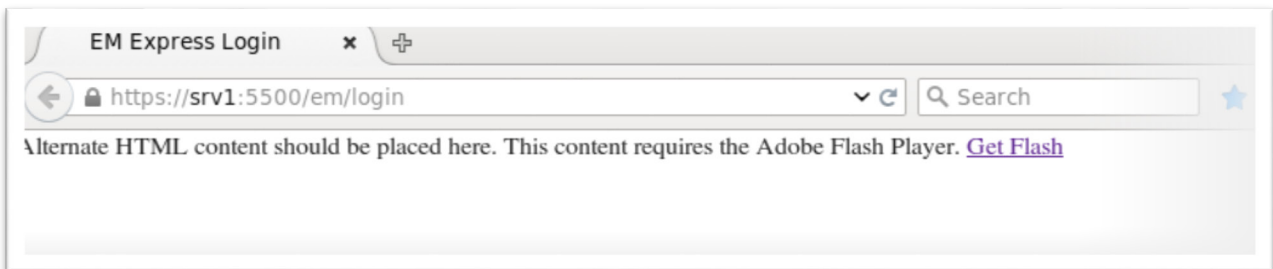 EM Express Login
https://srv1:5500/em/login
Search
Alternate HTML content should be placed here. This content requires the Adobe Flash Player. Get Flash